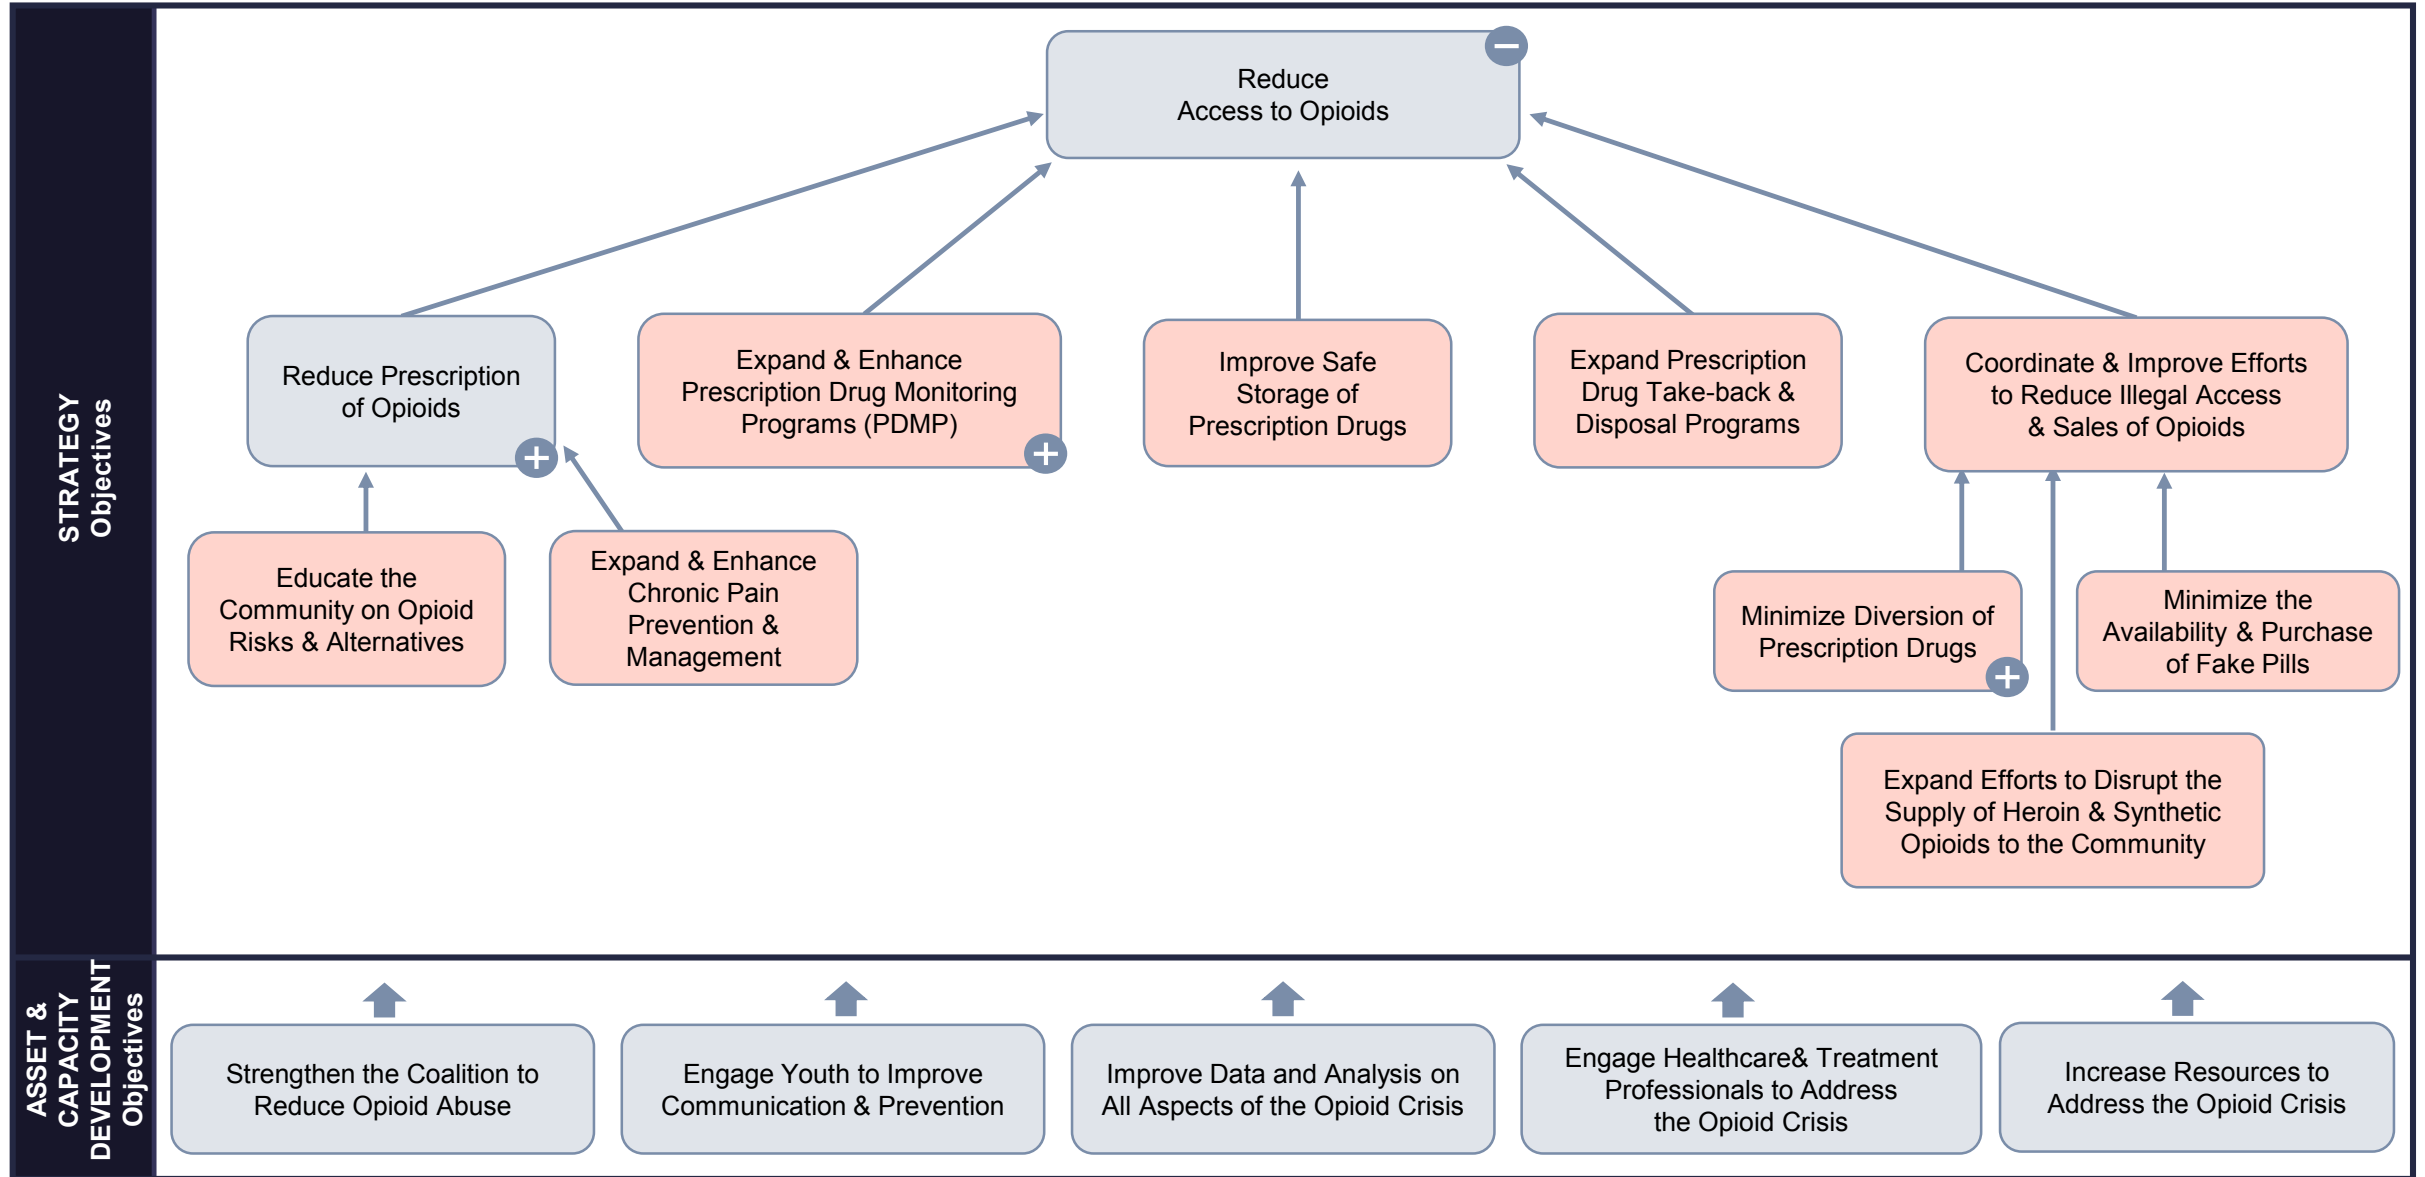 STRATEGY
Objectives
Reduce
Access to Opioids
Reduce Prescription
of Opioids
Expand & Enhance
Prescription Drug Monitoring
Programs (PDMP)
Improve Safe
Storage of
Prescription Drugs
Expand Prescription
Drug Take-back &
Disposal Programs
Coordinate & Improve Efforts
to Reduce Illegal Access
& Sales of Opioids
Educate the
Community on Opioid
Risks & Alternatives
Expand & Enhance
Chronic Pain
Prevention &
Management
Minimize Diversion of
Prescription Drugs
Minimize the
Availability & Purchase
of Fake Pills
Expand Efforts to Disrupt the
Supply of Heroin & Synthetic
Opioids to the Community
ASSET &
CAPACITY
DEVELOPMENT
Objectives
Strengthen the Coalition to
Reduce Opioid Abuse
Engage Youth to Improve
Communication & Prevention
Improve Data and Analysis on
All Aspects of the Opioid Crisis
Engage Healthcare& Treatment
Professionals to Address
the Opioid Crisis
Increase Resources to
Address the Opioid Crisis